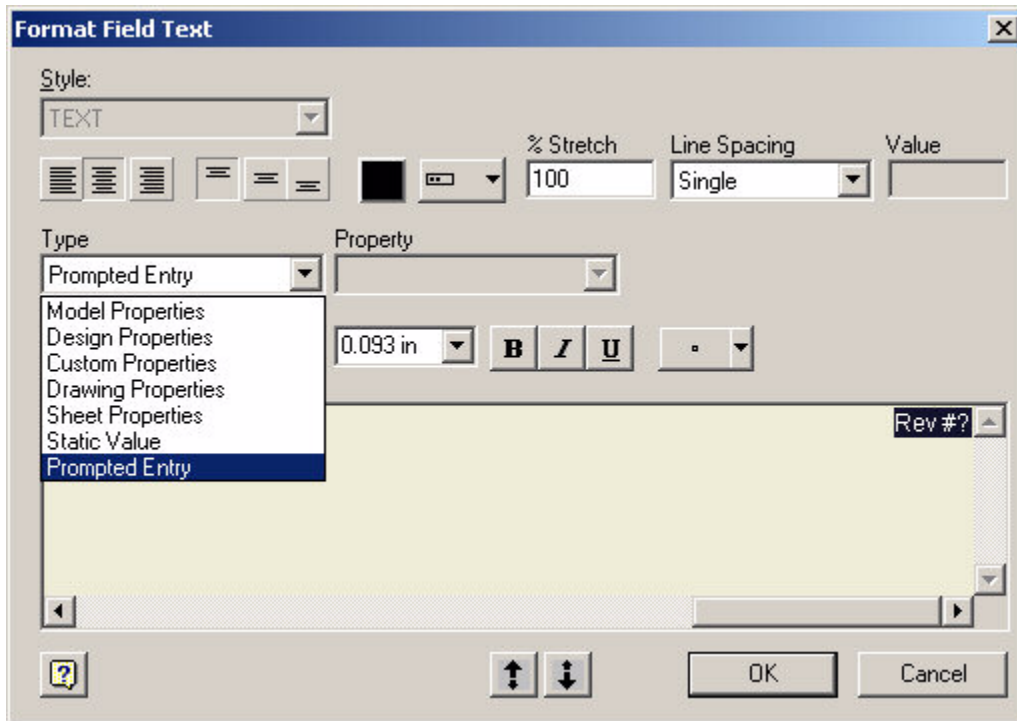 Format Field Text
Style:
TEXT
% Stretch
Line Spacing
Value
100
Single
Type
Property
Prompted Entry
Model Properties
Design Properties
Custom Properties
Drawing Properties
Sheet Properties
Static Value
Prompted Entry
0.093 in
B I U
Rev #?
?
OK
Cancel